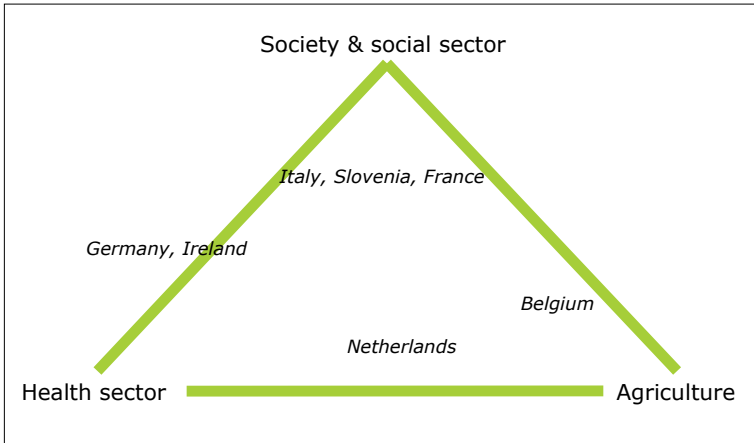 Society & social sector
Italy, Slovenia, France
Germany, Ireland
Belgium
Netherlands
Health sector
Agriculture